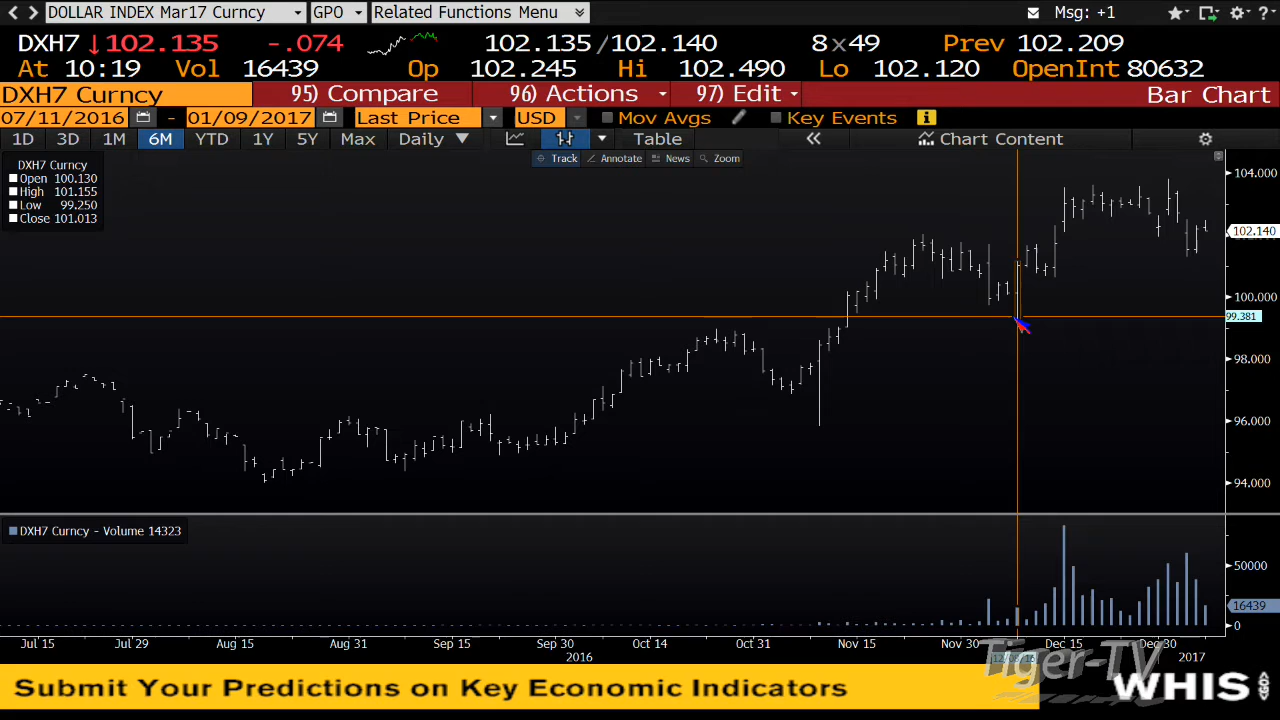 DOLLAR INDEX Mar17 Curncy GPO Related Functions Menu Msg: +1
DXH7 ↓102.135 -.074 102.135/102.140 8x49 Prev 102.209
At 10:19 Vol 16439 Op 102.245 Hi 102.490 Lo 102.120 OpenInt 80632
DXH7 Curncy 95) Compare 96) Actions 97) Edit Bar Chart
07/11/2016 - 01/09/2017 Last Price USD Mov Avgs Key Events
1D 3D 1M 6M YTD 1Y 5Y Max Daily Table Chart Content
Track Annotate News Zoom
DXH7 Curncy
Open 100.130
High 101.155
Low 99.250
Close 101.013
104.000
102.140
100.000
99.381
98.000
96.000
94.000
DXH7 Curncy - Volume 14323
50000
16439
0
Jul 15 Jul 29 Aug 15 Aug 31 Sep 15 Sep 30 Oct 14 Oct 31 Nov 15 Nov 30 Dec 15 Dec 30
2016 2017
Tiger-TV
Submit Your Predictions on Key Economic Indicators WHIS
GO